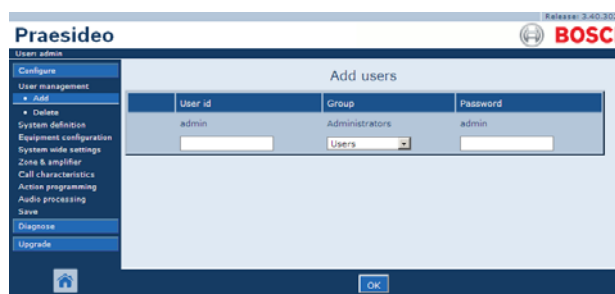 Release: 3.40.30
Praesideo
BOSC
User: admin
Configure
User management
• Add
• Delete
System definition
Equipment configuration
System wide settings
Zone & amplifier
Call characteristics
Action programming
Audio processing
Save
Diagnose
Upgrade
Add users
User id Group Password
admin Administrators admin
Users
OK